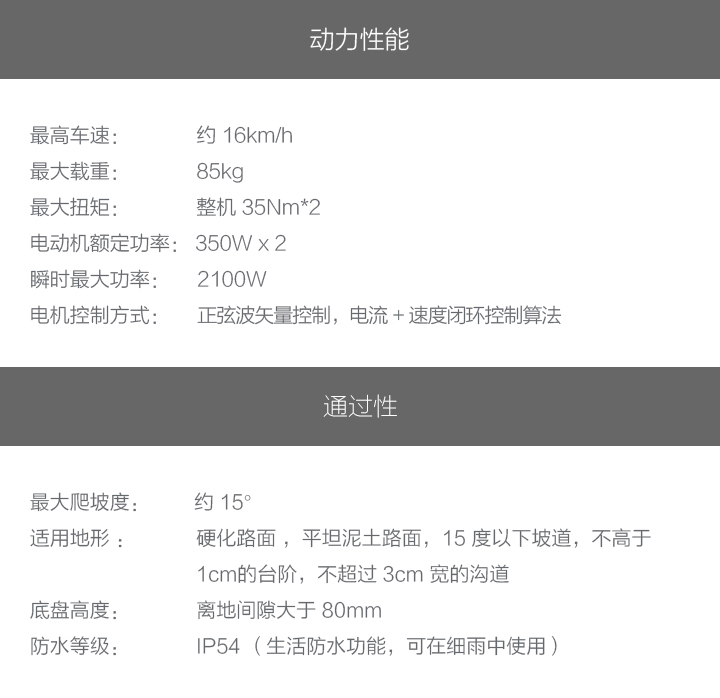 动力性能
最高车速： 约 16km/h
最大载重： 85kg
最大扭矩： 整机 35Nm*2
电动机额定功率： 350W x 2
瞬时最大功率： 2100W
电机控制方式： 正弦波矢量控制，电流 + 速度闭环控制算法
通过性
最大爬坡度： 约 15°
适用地形 ： 硬化路面 ，平坦泥土路面，15 度以下坡道，不高于
1cm的台阶，不超过 3cm 宽的沟道
底盘高度： 离地间隙大于 80mm
防水等级： IP54 （ 生活防水功能，可在细雨中使用 ）